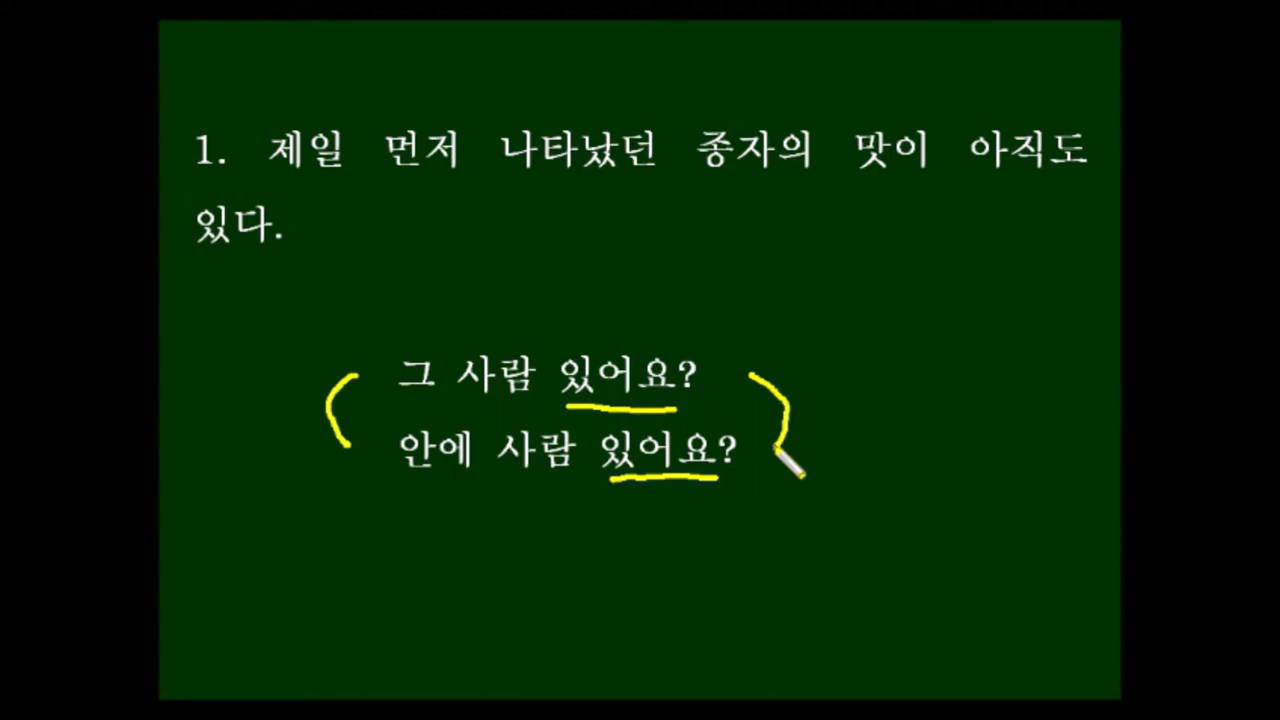 1. 제일 먼저 나타났던 종자의 맛이 아직도
있다.
그 사람 있어요?
안에 사람 있어요?